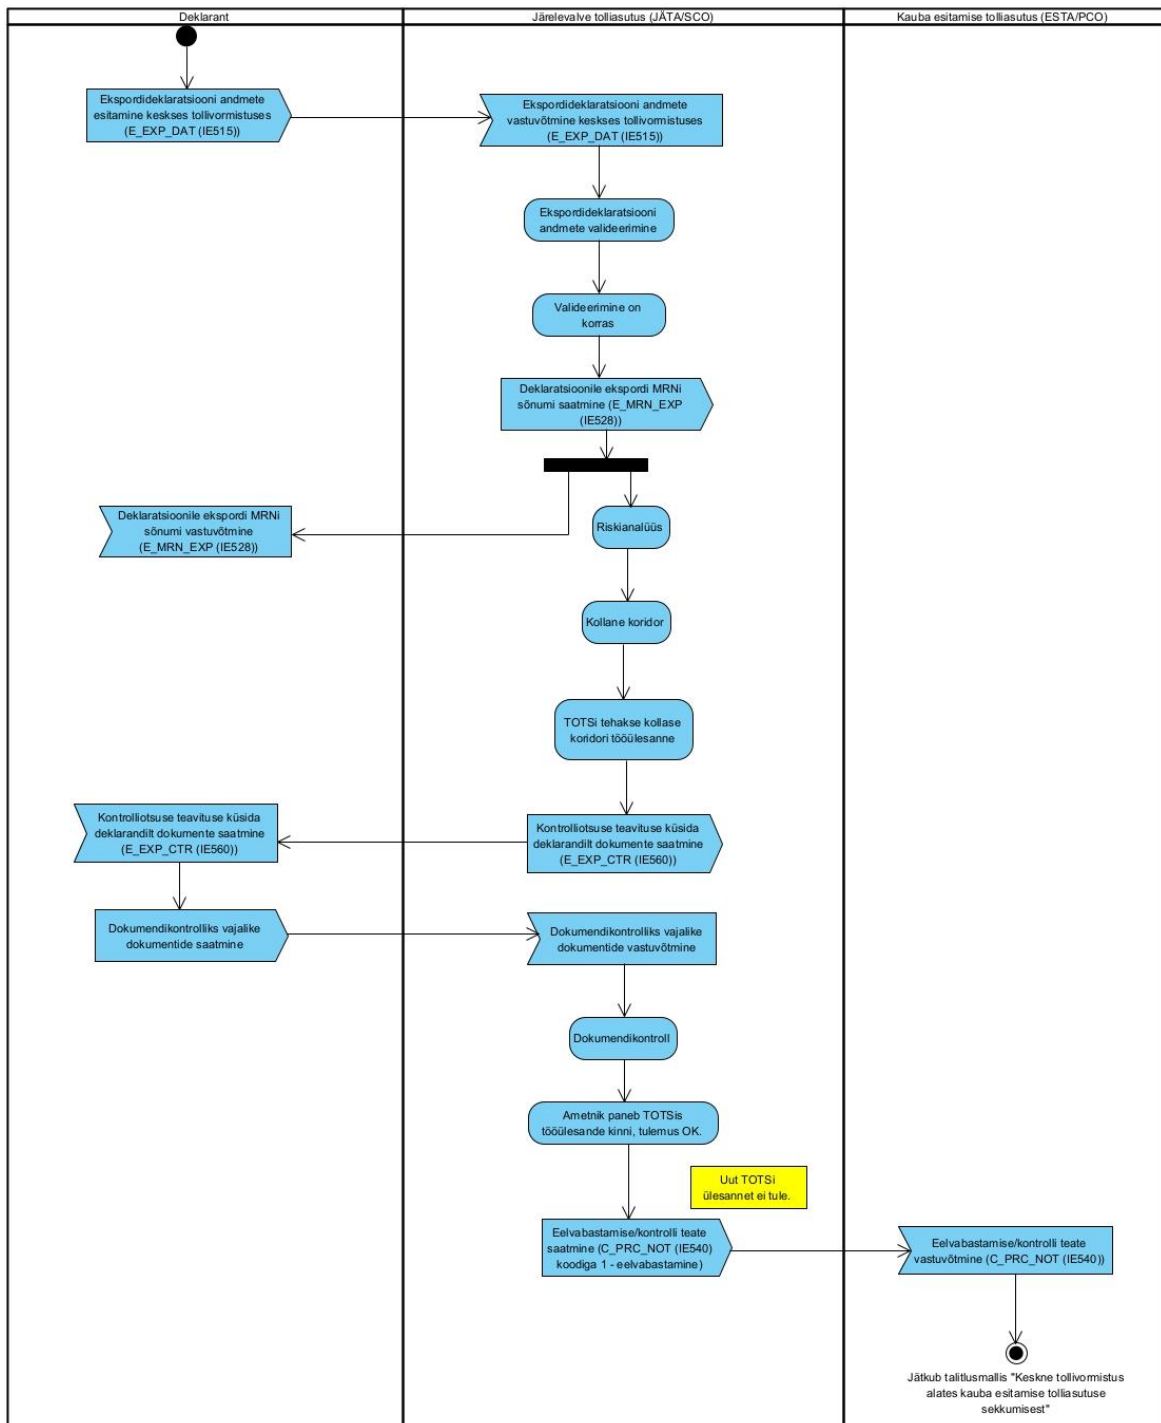 Deklarant
Järelevalve tolliasutus (JÄTA/SCO)
Kauba esitamise tolliasutus (ESTA/PCO)
Ekspordideklaratsiooni andmete
esitamine keskses tollivormistuses
(E_EXP_DAT (IE515))
Ekspordideklaratsiooni andmete
vastuvõtmine keskses tollivormistuses
(E_EXP_DAT (IE515))
Ekspordideklaratsiooni
andmete valideerimine
Valideerimine on
korras
Deklaratsioonile ekspordi MRNi
sõnumi saatmine (E_MRN_EXP
(IE528))
Deklaratsioonile ekspordi MRNi
sõnumi vastuvõtmine
(E_MRN_EXP (IE528))
Riskianalüüs
Kollane koridor
TOTSi tehakse kollase
koridori tööülesanne
Kontrolliotsuse teavituse küsida
deklarandilt dokumente saatmine
(E_EXP_CTR (IE560))
Kontrolliotsuse teavituse küsida
deklarandilt dokumente saatmine
(E_EXP_CTR (IE560))
Dokumendikontrolliks vajalike
dokumentide saatmine
Dokumendikontrolliks vajalike
dokumentide vastuvõtmine
Dokumendikontroll
Ametnik paneb TOTSis
tööülesande kinni, tulemus OK.
Uut TOTSi
ülesannet ei tule.
Eelvabastamise/kontrolli teate
saatmine (C_PRC_NOT (IE540)
koodiga 1 - eelvabastamine)
Eelvabastamise/kontrolli teate
vastuvõtmine (C_PRC_NOT (IE540))
Jätkub talitlusmallis "Keskne tollivormistus
alates kauba esitamise tolliasutuse
sekkumisest"